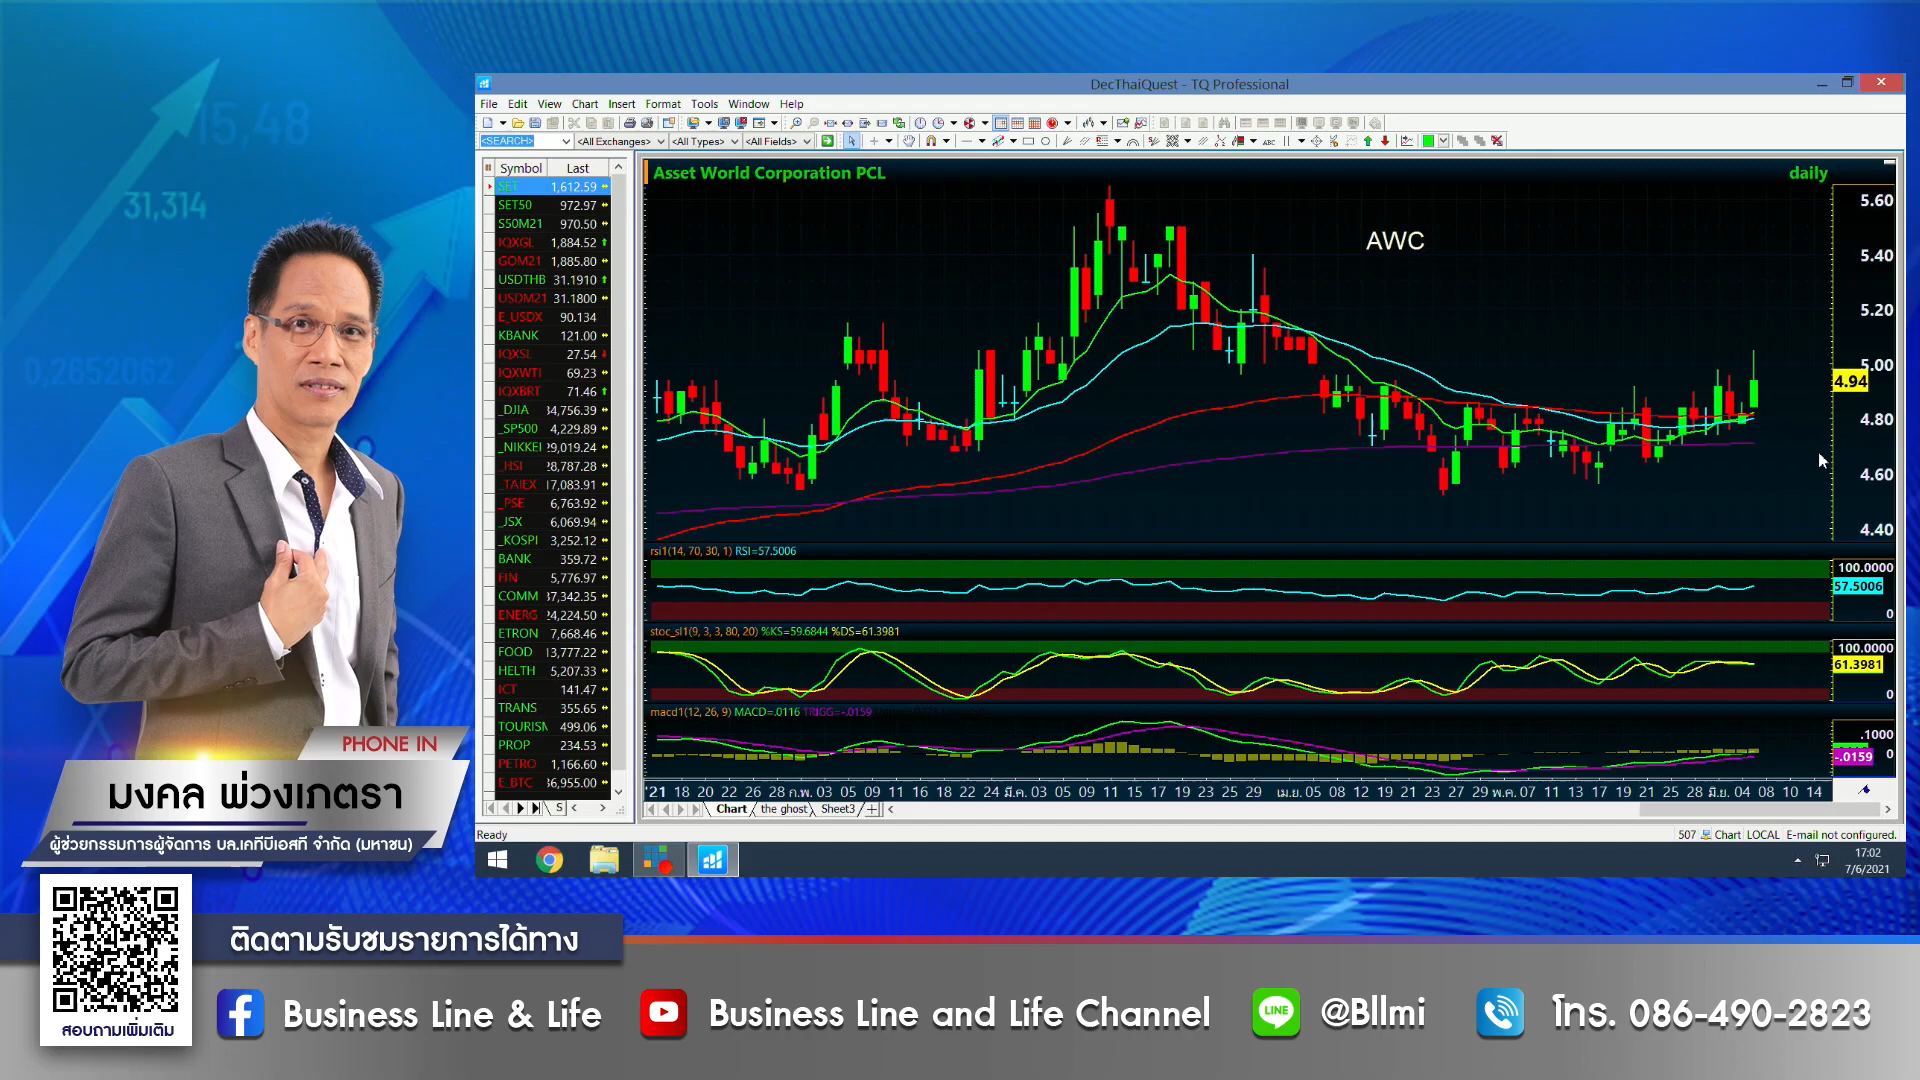 15,48
31,314
0,2652062
DecThaiQuest - TQ Professional
File Edit View Chart Insert Format Tools Window Help
<SEARCH> <All Exchanges> <All Types> <All Fields>
Symbol Last
SET 1,612.59
SET50 972.97
S50M21 970.50
IQXGL 1,884.52
GOM21 1,885.80
USDTHB 31.1910
USDM21 31.1800
E_USDX 90.134
KBANK 121.00
IQXSL 27.54
IQXWTI 69.23
IQXBRT 71.46
_DJIA 34,756.39
_SP500 4,229.89
_NIKKEI 29,019.24
_HSI 28,787.28
_TAIEX 17,083.91
_PSE 6,763.92
_JSX 6,069.94
_KOSPI 3,252.12
BANK 359.72
FIN 5,776.97
COMM 37,342.35
ENERG 24,224.50
ETRON 7,668.46
FOOD 13,777.22
HELTH 5,207.33
ICT 141.47
TRANS 355.65
TOURISM 499.06
PROP 234.53
PETRO 1,166.60
E_BTC 36,955.00
S
Asset World Corporation PCL
daily
AWC
5.60
5.40
5.20
5.00
4.94
4.80
4.60
4.40
rsi1(14, 70, 30, 1) RSI=57.5006
100.0000
57.5006
0
stoc_sl1(9, 3, 3, 80, 20) %KS=59.6844 %DS=61.3981
100.0000
61.3981
0
macd1(12, 26, 9) MACD=.0116 TRIGG=-.0159
.1000
0
-.0159
'21 18 20 22 26 28 ก.พ. 03 05 09 11 16 18 22 24 มี.ค. 03 05 09 11 15 17 19 23 25 29 เม.ย. 05 08 12 19 21 23 27 29 พ.ค. 07 11 13 17 19 21 25 28 มิ.ย. 04 08 10 14
Chart the ghost Sheet3
Ready
507 Chart LOCAL E-mail not configured.
17:02
7/6/2021
PHONE IN
มงคล พ่วงเภตรา
ผู้ช่วยกรรมการผู้จัดการ บล.เคทีบีเอสที จำกัด (มหาชน)
ติดตามรับชมรายการได้ทาง
สอบถามเพิ่มเติม
Business Line & Life
Business Line and Life Channel
LINE
@Bllmi
โทร. 086-490-2823